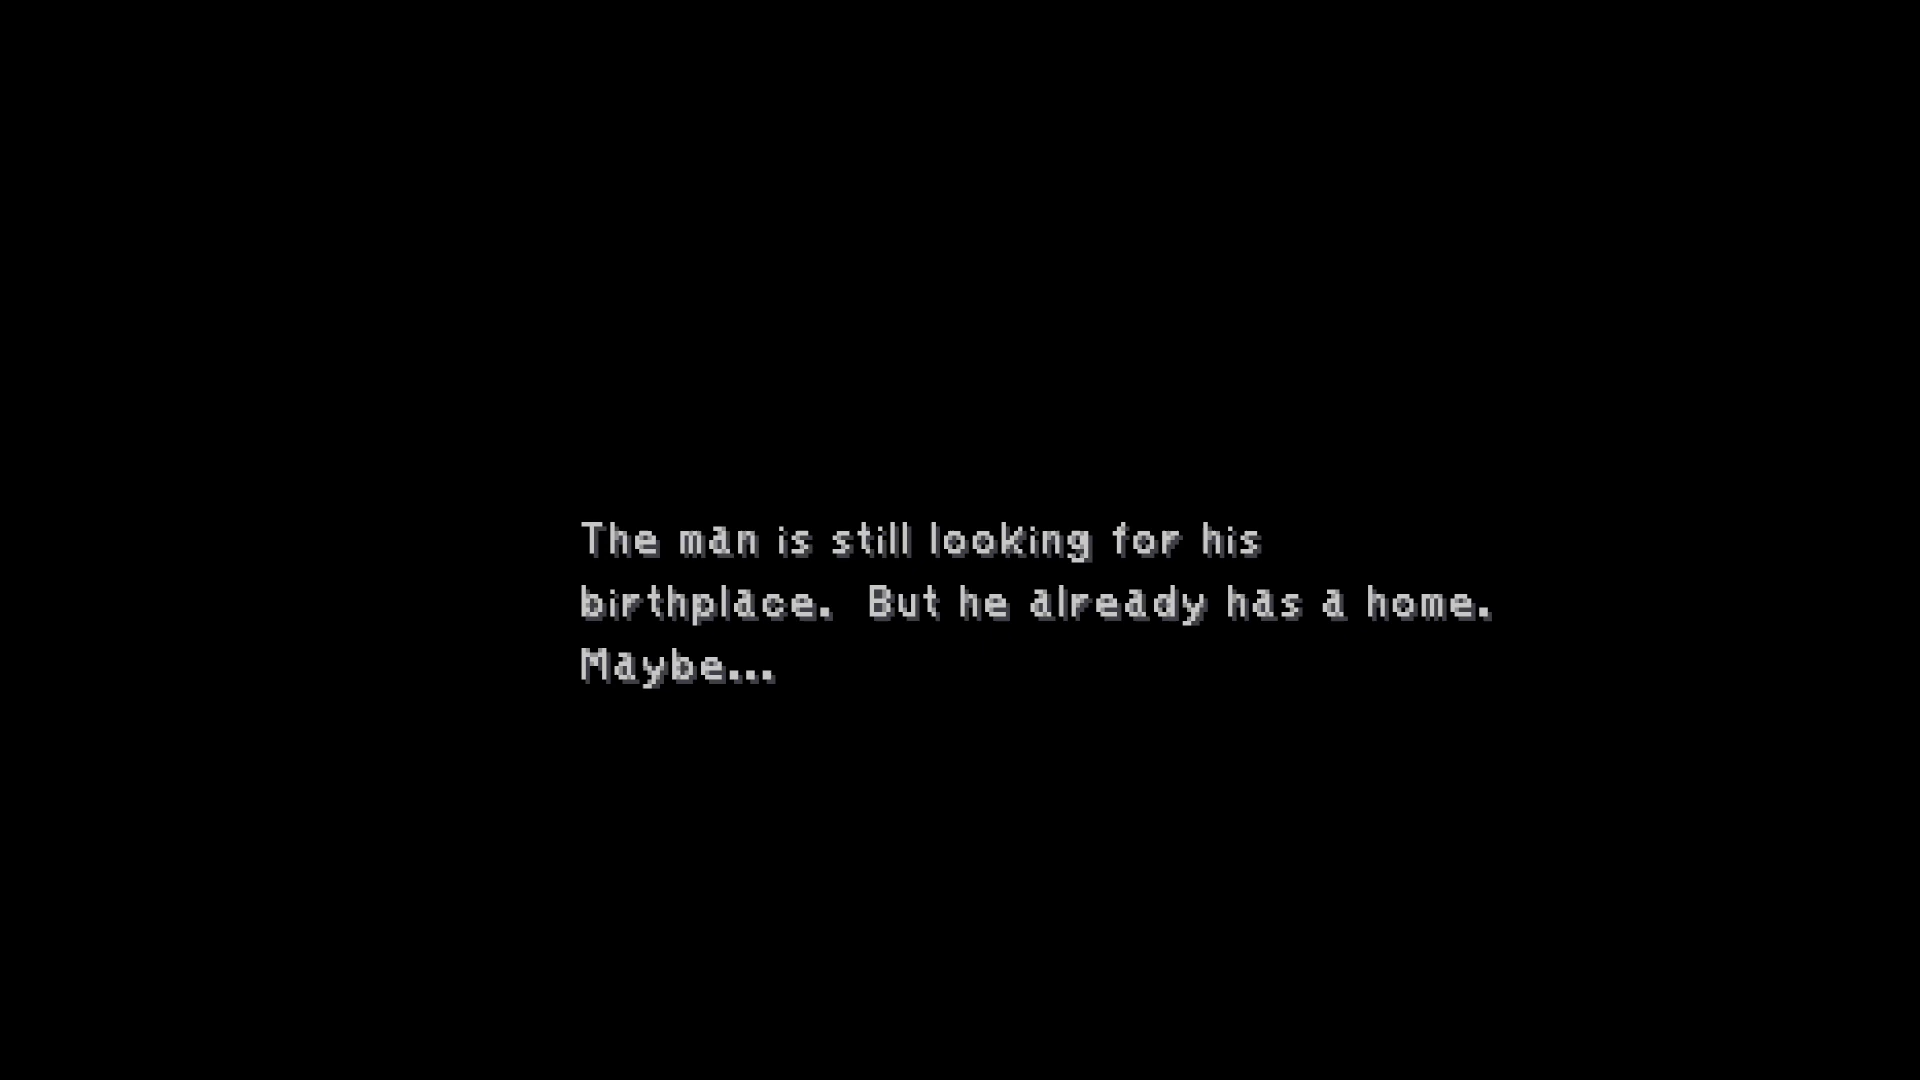 The man is still looking for his
birthplace.  But he already has a home.
Maybe...